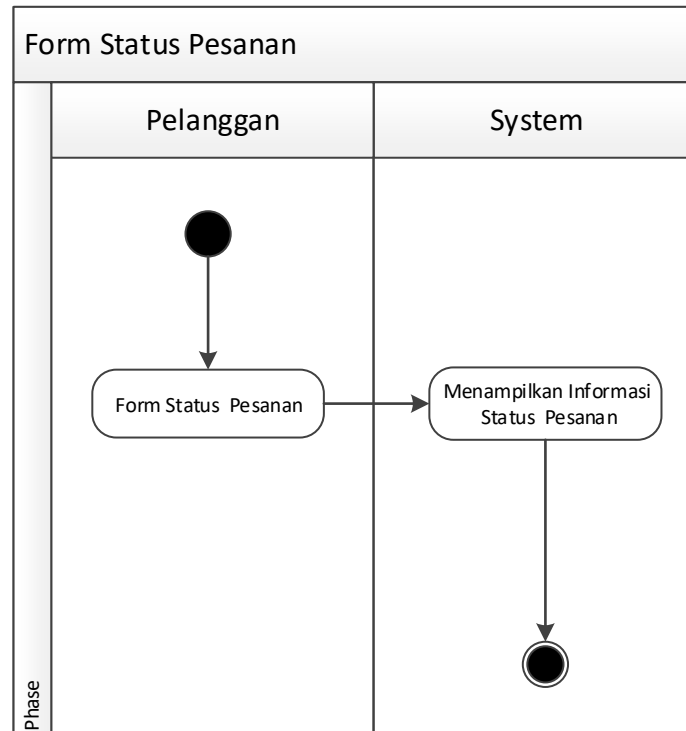 Form Status Pesanan
Pelanggan
System
Form Status Pesanan
Menampilkan Informasi
Status Pesanan
Phase